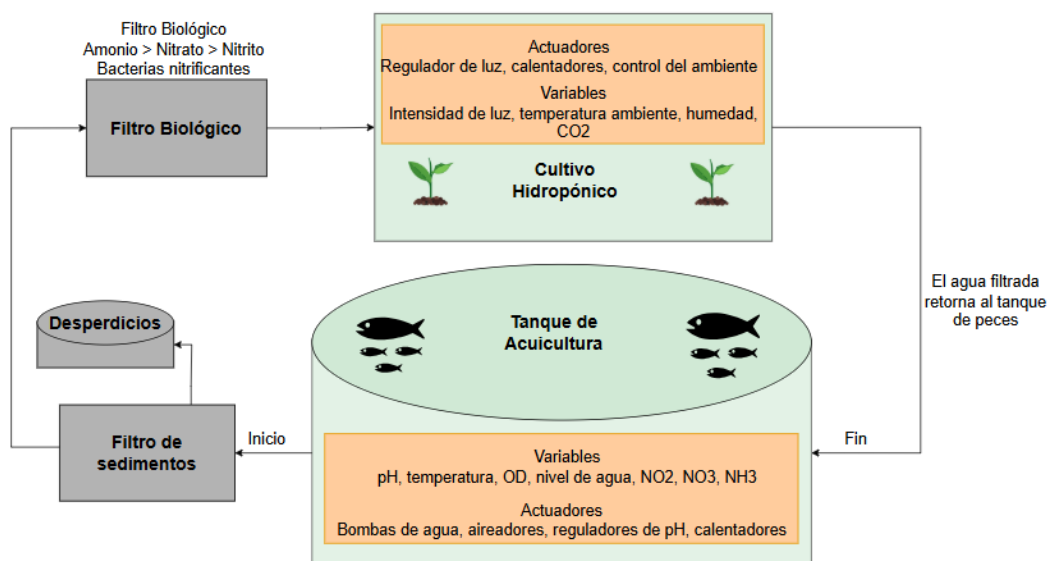 Filtro Biológico
Amonio > Nitrato > Nitrito
Bacterias nitrificantes
Filtro Biológico
Actuadores
Regulador de luz, calentadores, control del ambiente
Variables
Intensidad de luz, temperatura ambiente, humedad,
CO2
Cultivo
Hidropónico
El agua filtrada
retorna al tanque
de peces
Desperdicios
Tanque de
Acuicultura
Filtro de
sedimentos
Inicio
Fin
Variables
pH, temperatura, OD, nivel de agua, NO2, NO3, NH3
Actuadores
Bombas de agua, aireadores, reguladores de pH, calentadores